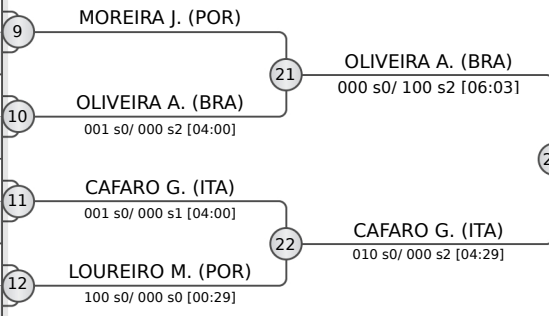 9
MOREIRA J. (POR)
21
OLIVEIRA A. (BRA)
000 s0/ 100 s2 [06:03]
10
OLIVEIRA A. (BRA)
001 s0/ 000 s2 [04:00]
11
CAFARO G. (ITA)
001 s0/ 000 s1 [04:00]
22
CAFARO G. (ITA)
010 s0/ 000 s2 [04:29]
12
LOUREIRO M. (POR)
100 s0/ 000 s0 [00:29]